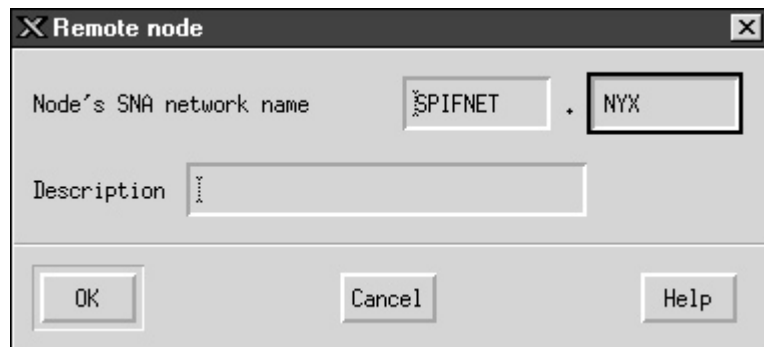 Remote node
Node's SNA network name SPIFNET . NYX
Description
OK Cancel Help